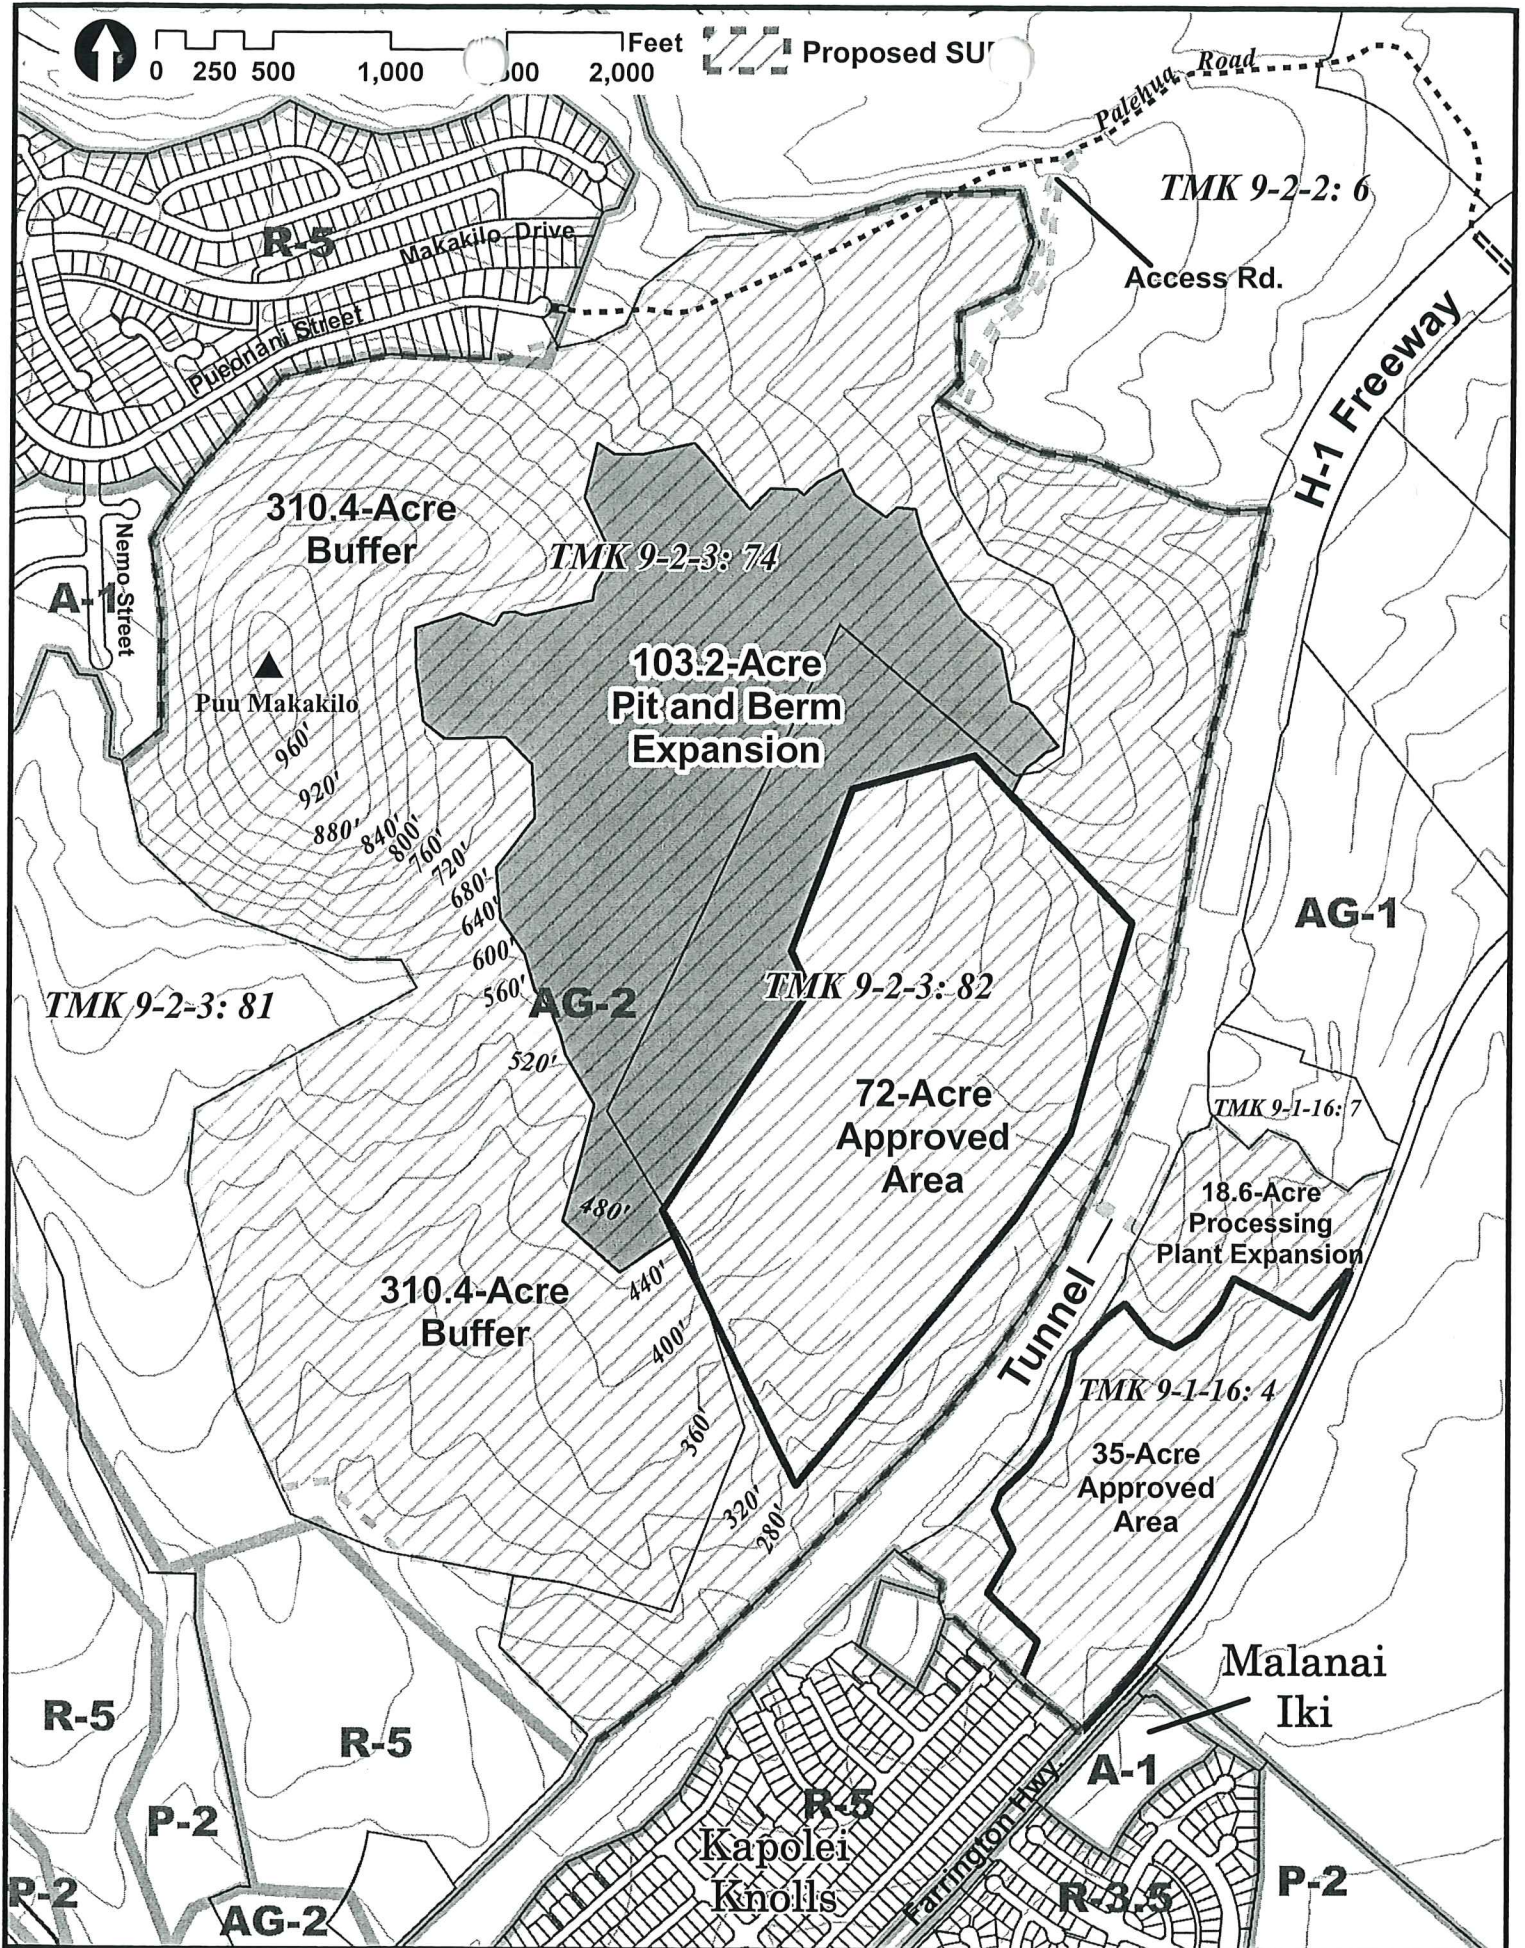 0 250 500 1,000 2,000 Feet
Proposed
Palehua Road
TMK 9-2-2: 6
Access Rd.
H-1 Freeway
R-5
Makakilo Drive
Pueonani Street
310.4-Acre
Buffer
TMK 9-2-3: 74
Nemo Street
A-1
103.2-Acre
Pit and Berm
Expansion
Puu Makakilo
960'
920'
880'
840'
800'
760'
720'
680'
640'
600'
560'
520'
480'
440'
400'
360'
320'
280'
AG-1
TMK 9-2-3: 81
AG-2
TMK 9-2-3: 82
72-Acre
Approved
Area
TMK 9-1-16: 7
18.6-Acre
Processing
Plant Expansion
310.4-Acre
Buffer
Tunnel
TMK 9-1-16: 4
35-Acre
Approved
Area
Malanai
Iki
R-5
R-5
P-2
P-2
AG-2
R-5
Kapolei
Knolls
Farrington Hwy.
A-1
R-3.5
P-2